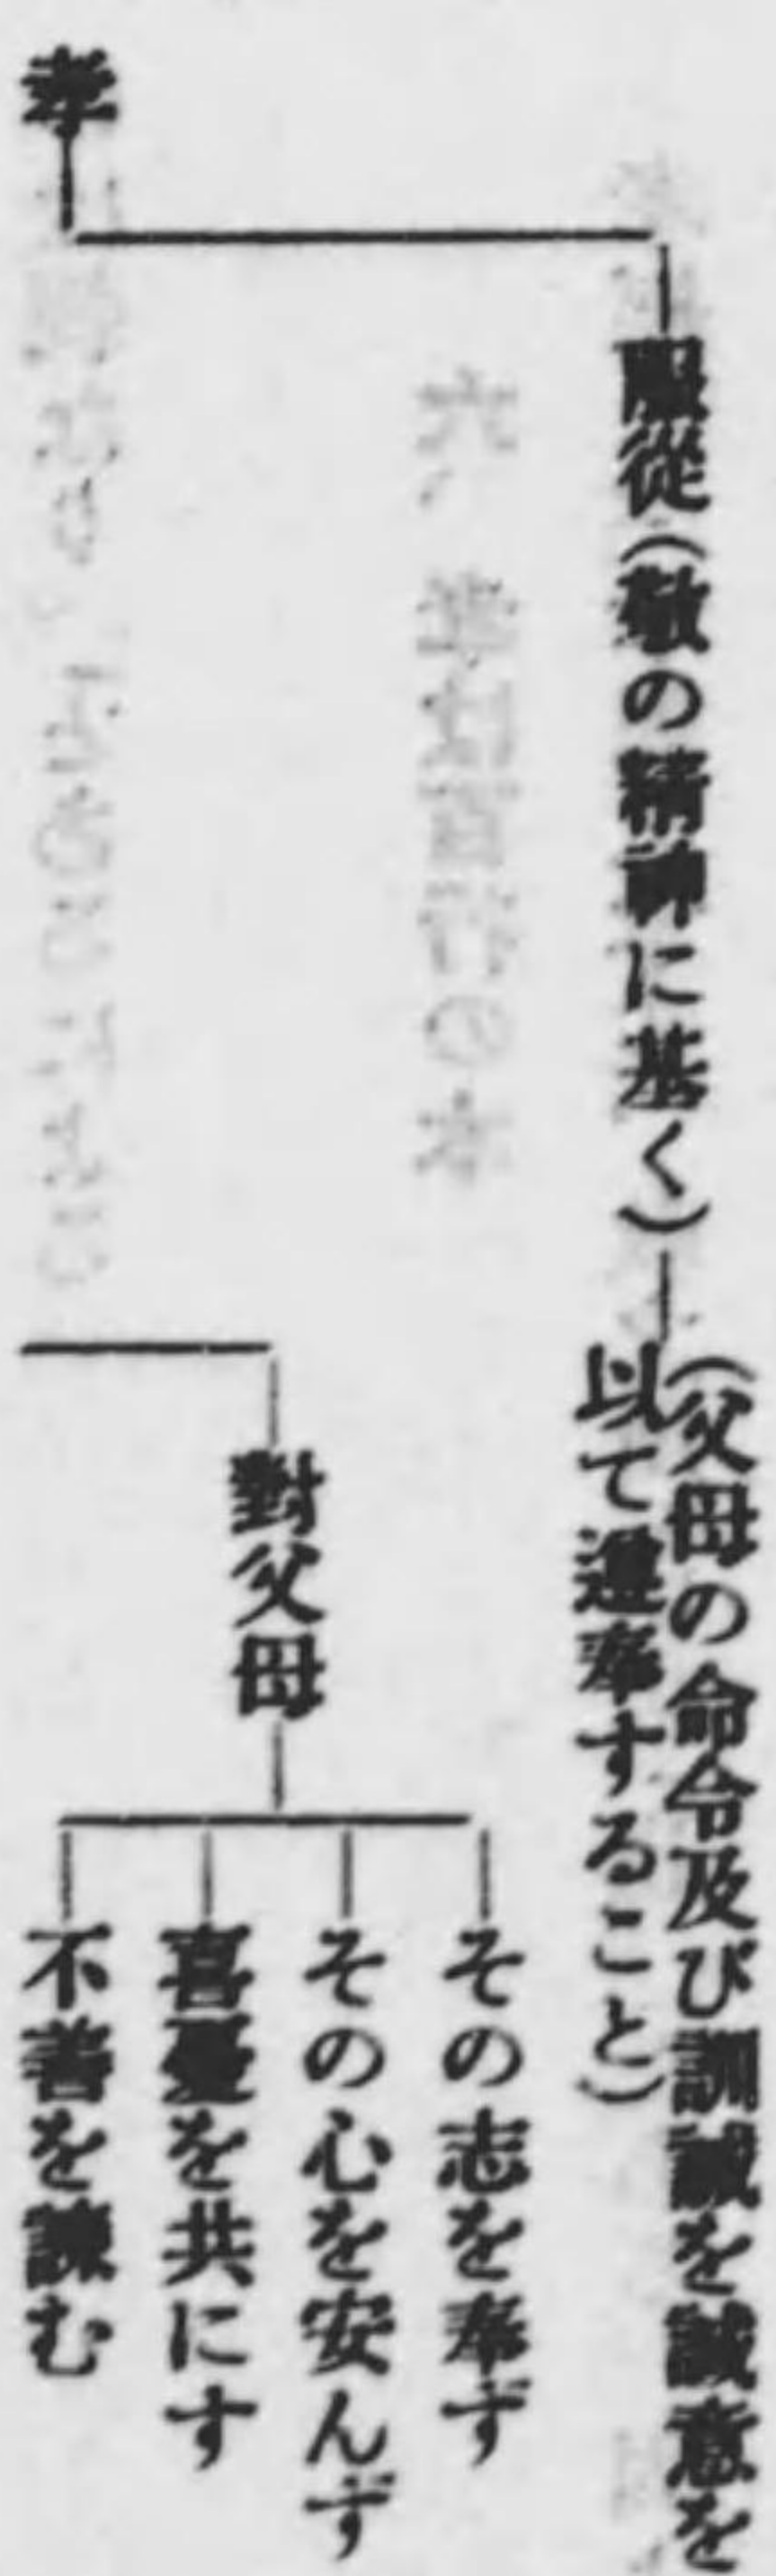 孝
服從(敬の精神に基く)
(父母の命令及び訓誡を誠意を
以て遵奉すること)
對父母
その志を奉ず
その心を安んず
喜憂を共にす
不善を諫む